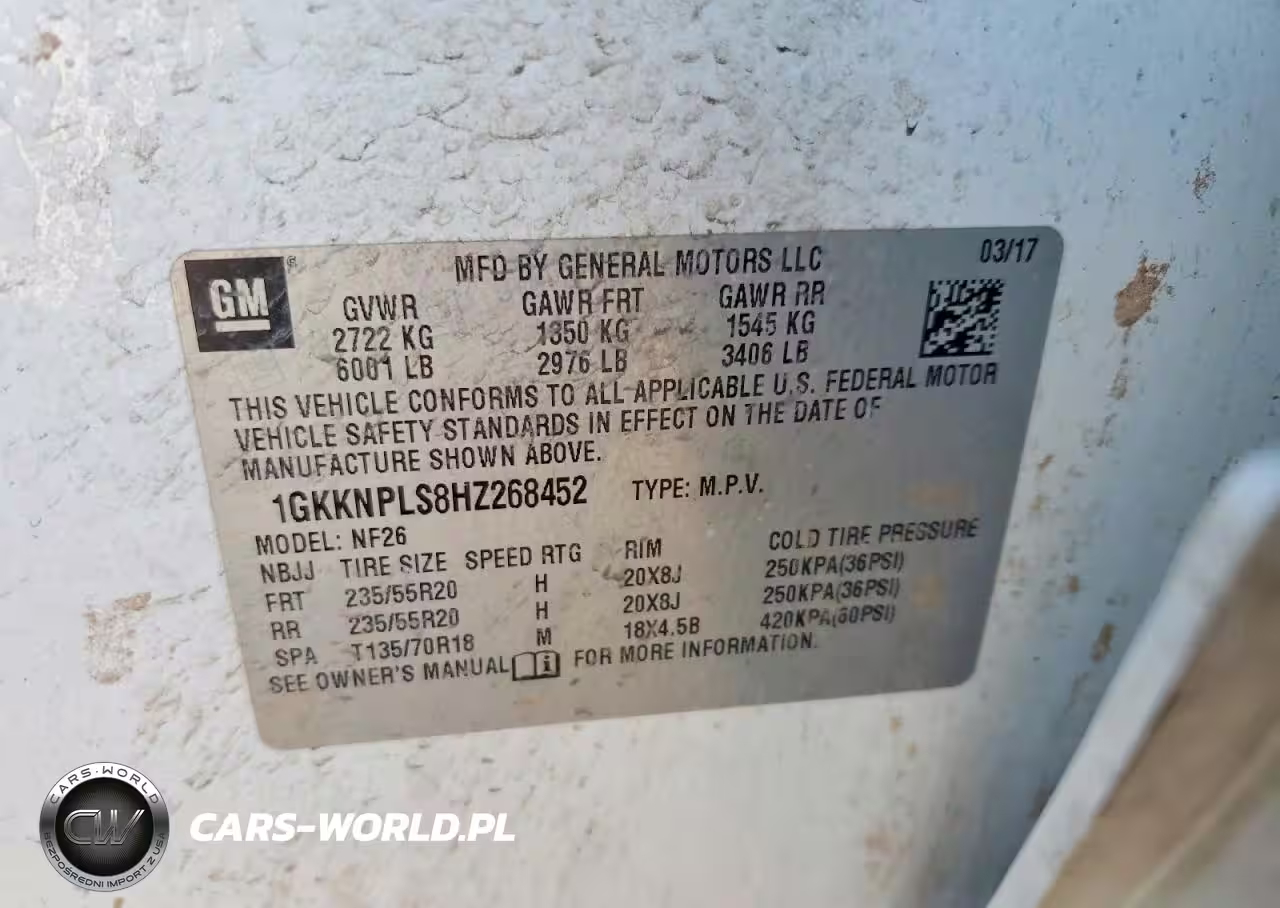 GM
MFD BY GENERAL MOTORS LLC
03/17
GVWR GAWR FRT GAWR RR
2722 KG 1350 KG 1545 KG
6001 LB 2976 LB 3406 LB
THIS VEHICLE CONFORMS TO ALL APPLICABLE U.S. FEDERAL MOTOR
VEHICLE SAFETY STANDARDS IN EFFECT ON THE DATE OF
MANUFACTURE SHOWN ABOVE.
1GKKNPLS8HZ268452 TYPE: M.P.V.
MODEL: NF26
NBJJ TIRE SIZE SPEED RTG RIM COLD TIRE PRESSURE
FRT 235/55R20 H 20X8J 250KPA(36PSI)
RR 235/55R20 H 20X8J 250KPA(36PSI)
SPA T135/70R18 M 18X4.5B 420KPA(60PSI)
SEE OWNER'S MANUAL FOR MORE INFORMATION.
CARS-WORLD
CW
BEZPOŚREDNI IMPORT Z USA
CARS-WORLD.PL